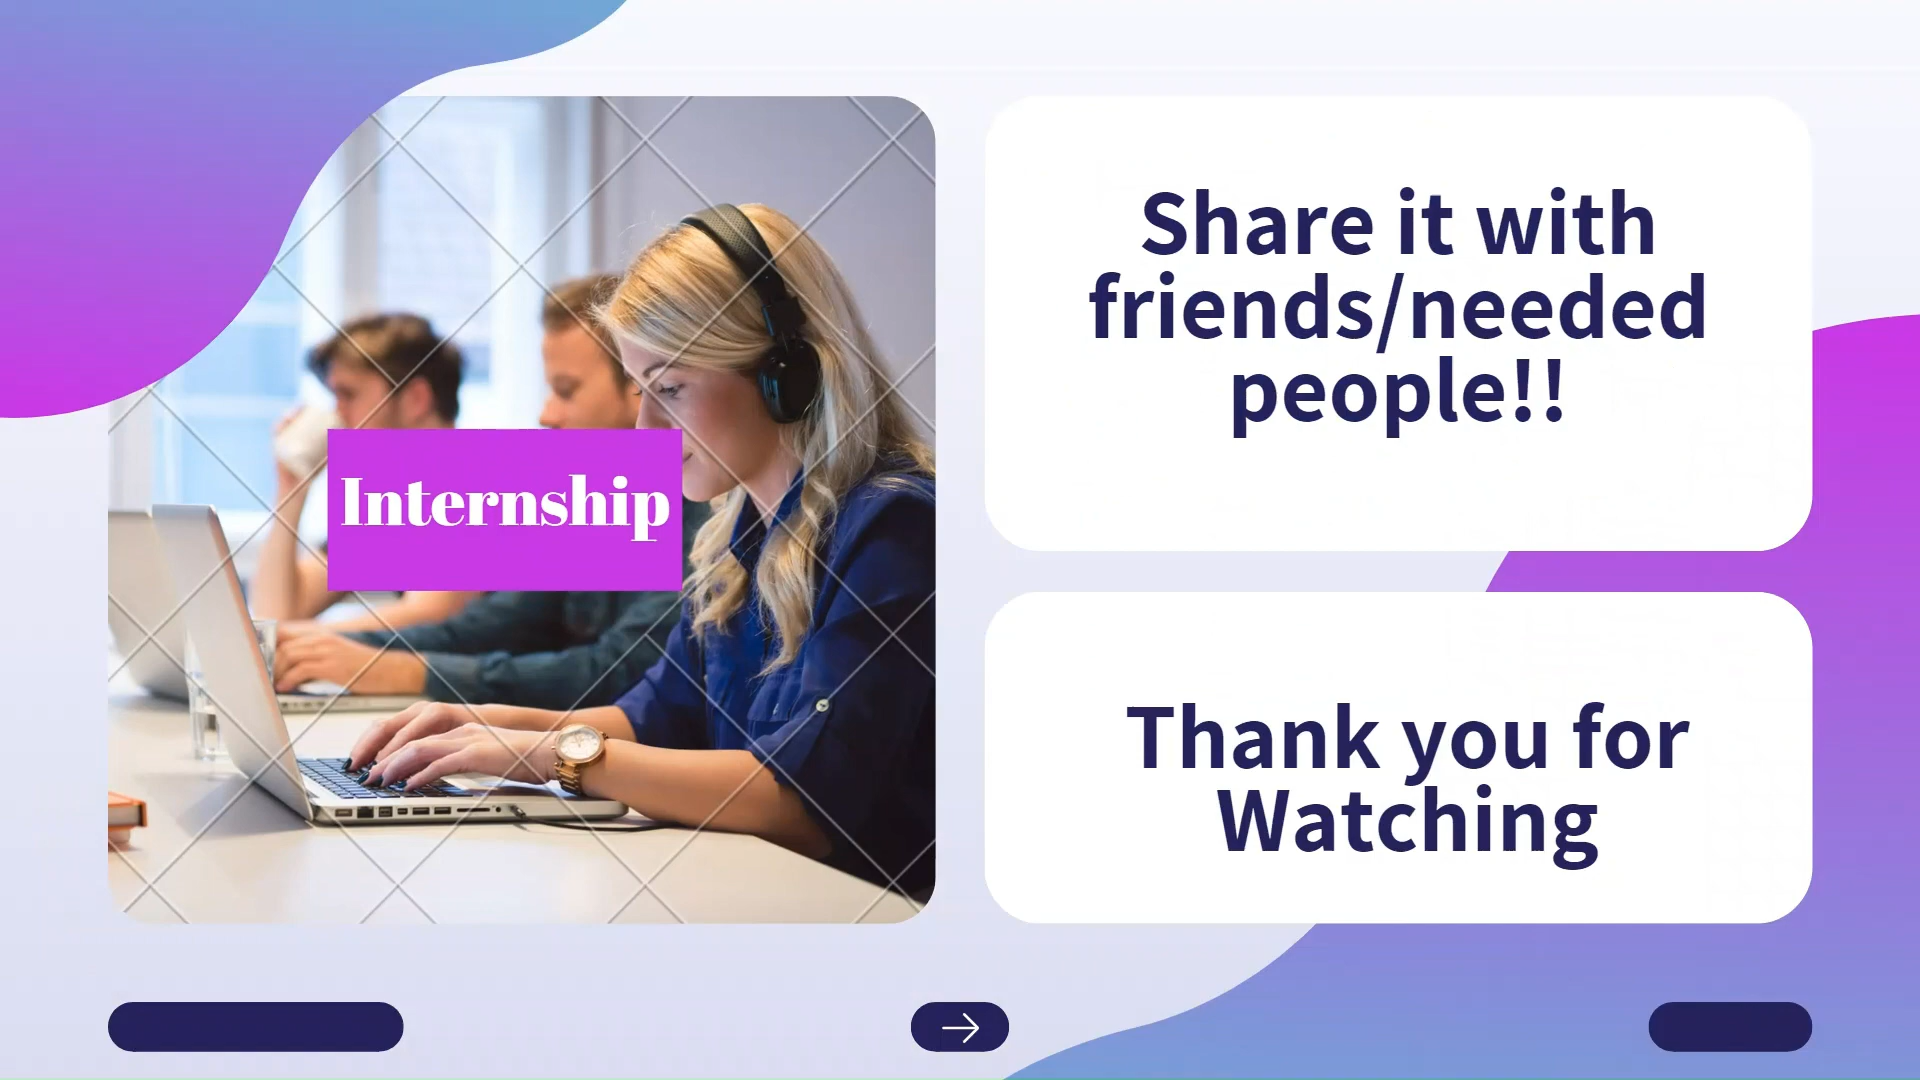 Internship
Share it with
friends/needed
people!!
Thank you for
Watching